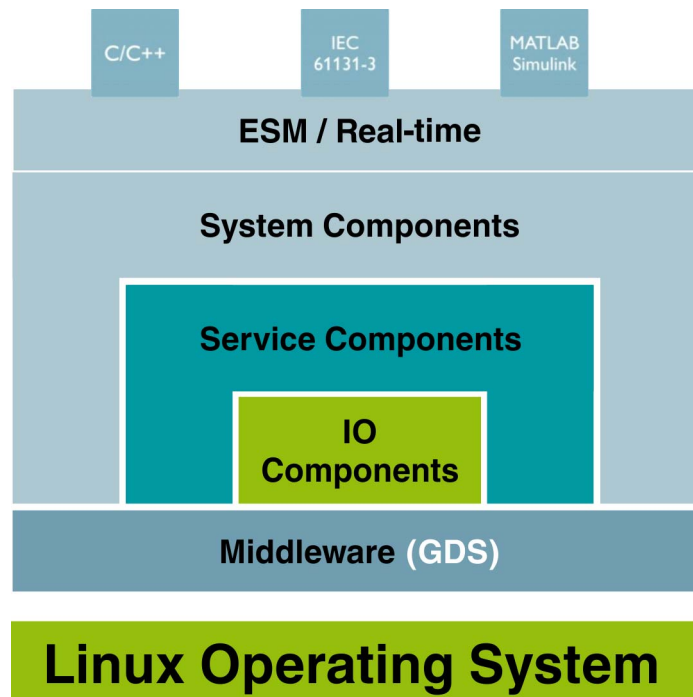 C/C++
IEC
61131-3
MATLAB
Simulink
ESM / Real-time
System Components
Service Components
IO
Components
Middleware (GDS)
Linux Operating System